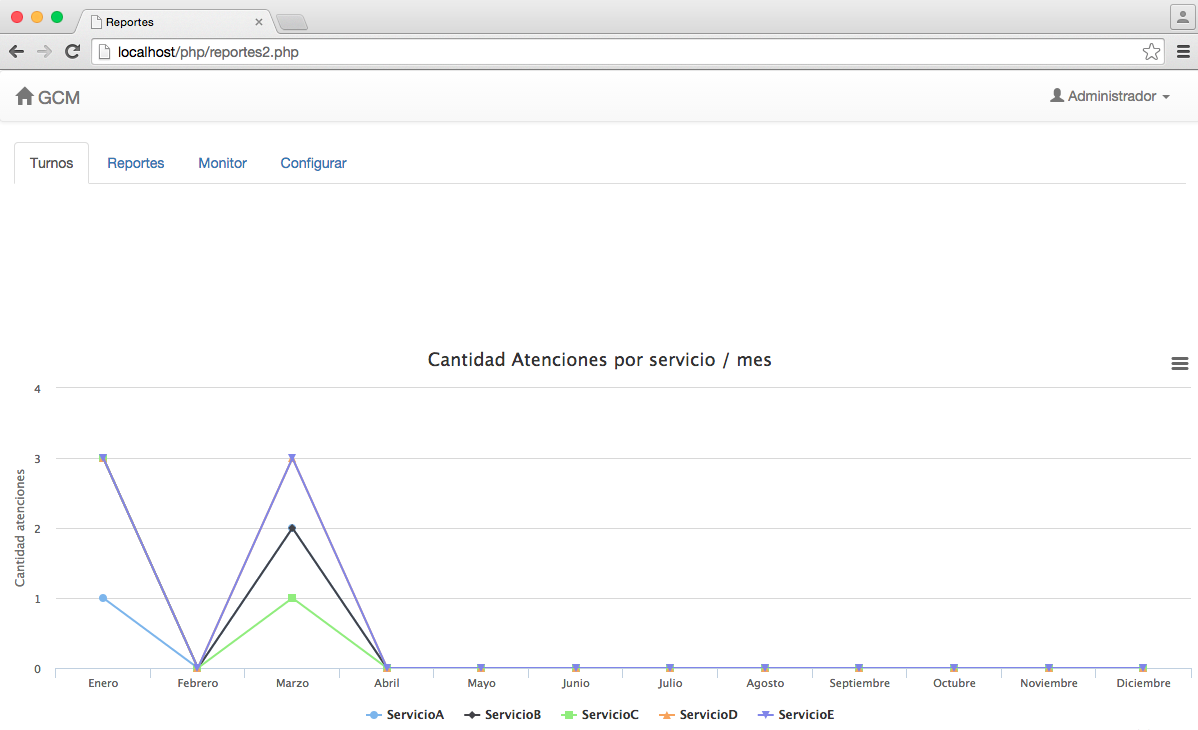 Reportes
localhost/php/reportes2.php
GCM
Administrador
Turnos Reportes Monitor Configurar
Cantidad Atenciones por servicio / mes
Cantidad atenciones
4
3
2
1
0
Enero Febrero Marzo Abril Mayo Junio Julio Agosto Septiembre Octubre Noviembre Diciembre
ServicioA ServicioB ServicioC ServicioD ServicioE